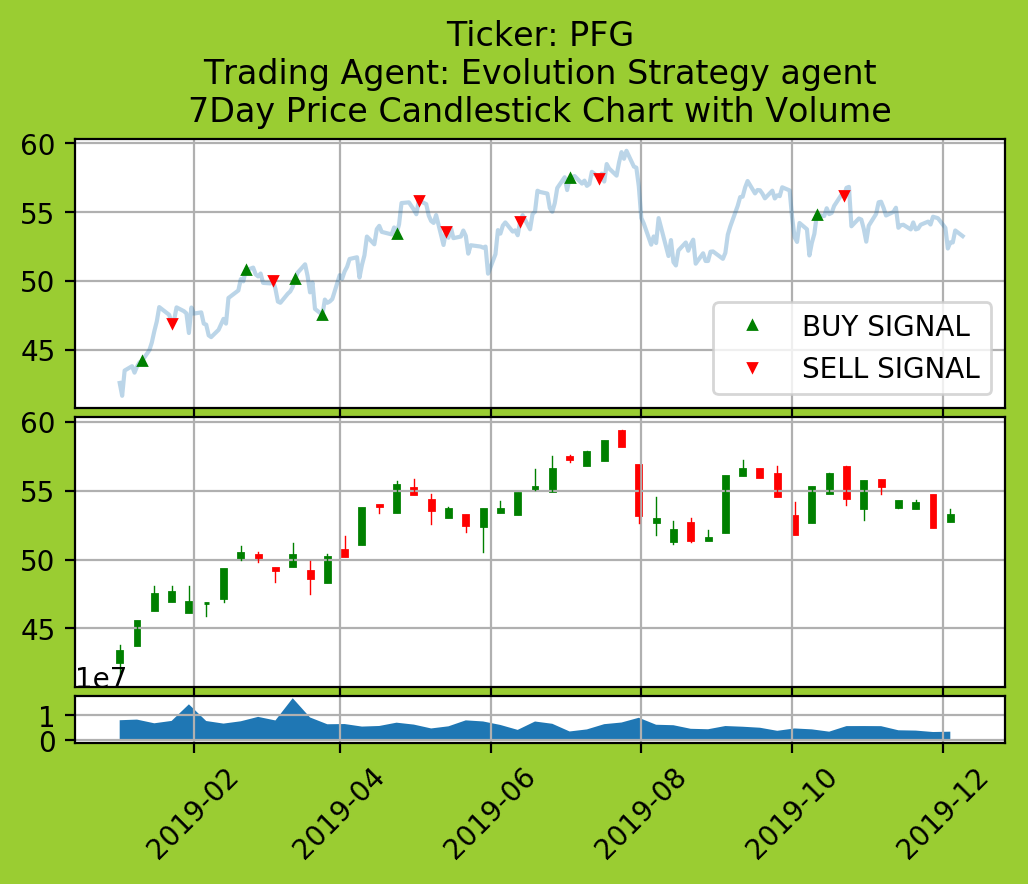 Ticker: PFG
Trading Agent: Evolution Strategy agent
7Day Price Candlestick Chart with Volume
60
55
50
45
BUY SIGNAL
SELL SIGNAL
60
55
50
45
1e7
1
0
2019-02
2019-04
2019-06
2019-08
2019-10
2019-12